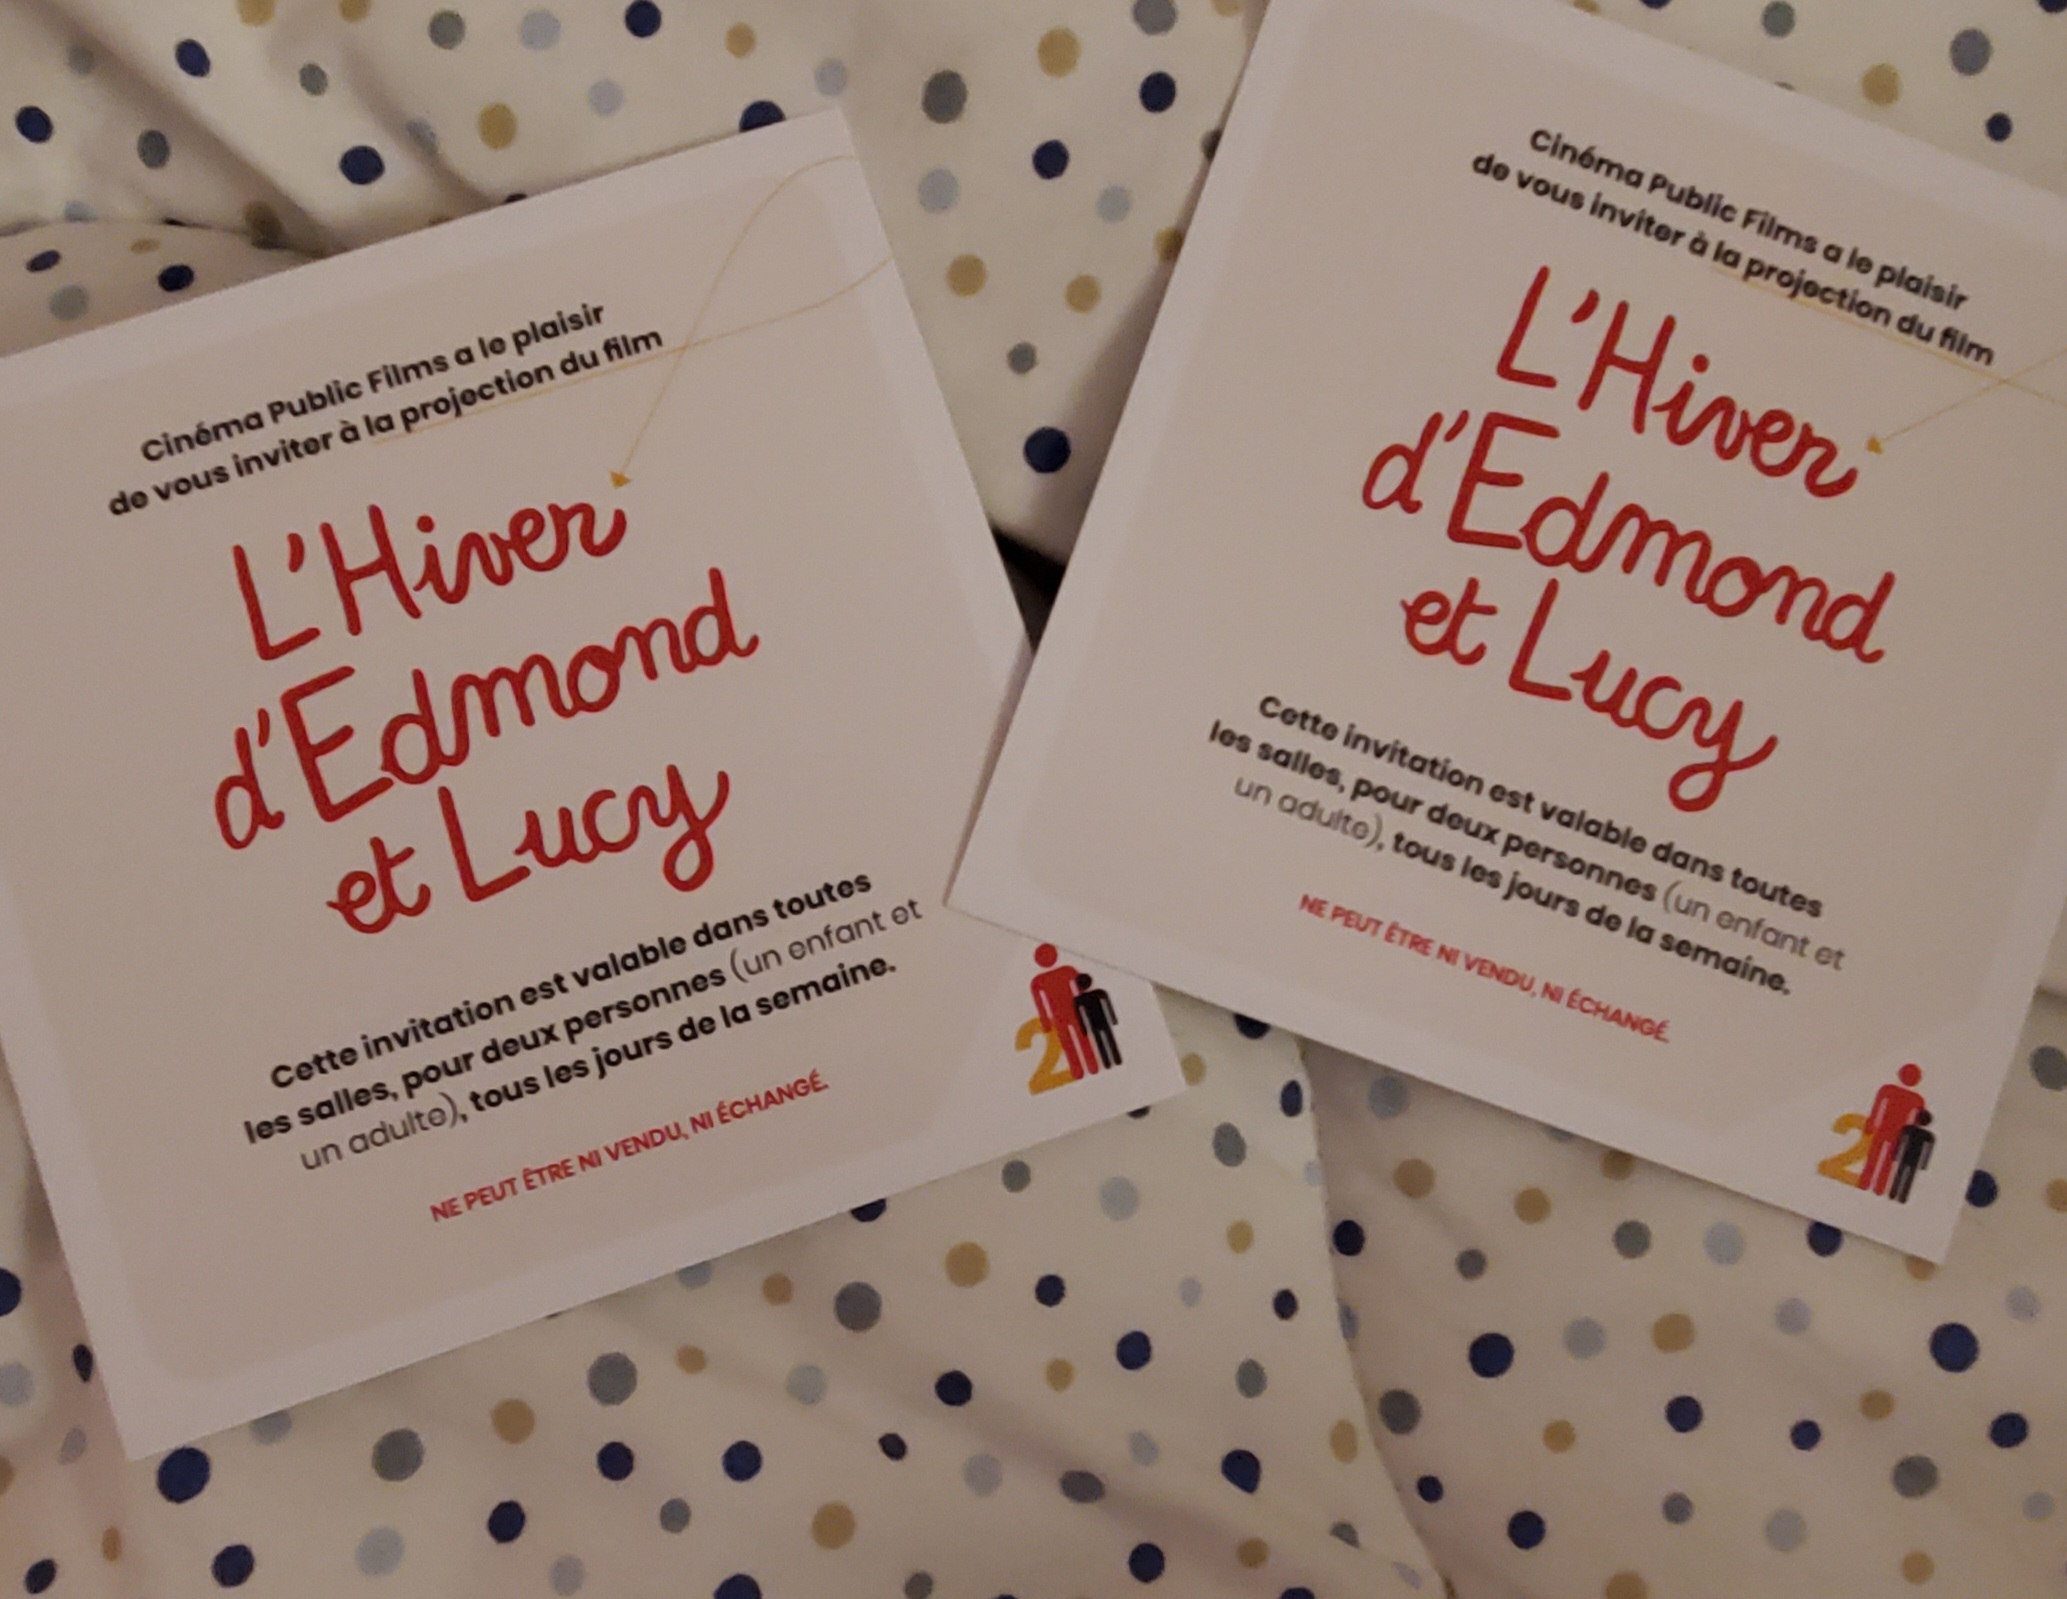 Cinéma Public Films a le plaisir
de vous inviter à la projection du film
L'Hiver
d'Edmond
et Lucy
Cette invitation est valable dans toutes
les salles, pour deux personnes (un enfant et
un adulte), tous les jours de la semaine.
NE PEUT ÊTRE NI VENDU, NI ÉCHANGÉ.
2
Cinéma Public Films a le plaisir
de vous inviter à la projection du film
L'Hiver
d'Edmond
et Lucy
Cette invitation est valable dans toutes
les salles, pour deux personnes (un enfant et
un adulte), tous les jours de la semaine.
NE PEUT ÊTRE NI VENDU, NI ÉCHANGÉ.
2